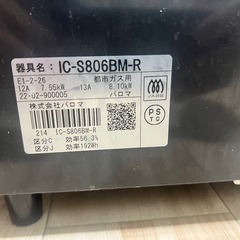 器具名： IC-S806BM-R
E1-2-26 都市ガス用
12A 7.55kW 13A 8.10kW
22･02-900005 パロマ
株式会社パロマ
214 IC-S806BM-R
区分C 効率56.3%
区分J 効率192Wh
PS
TG